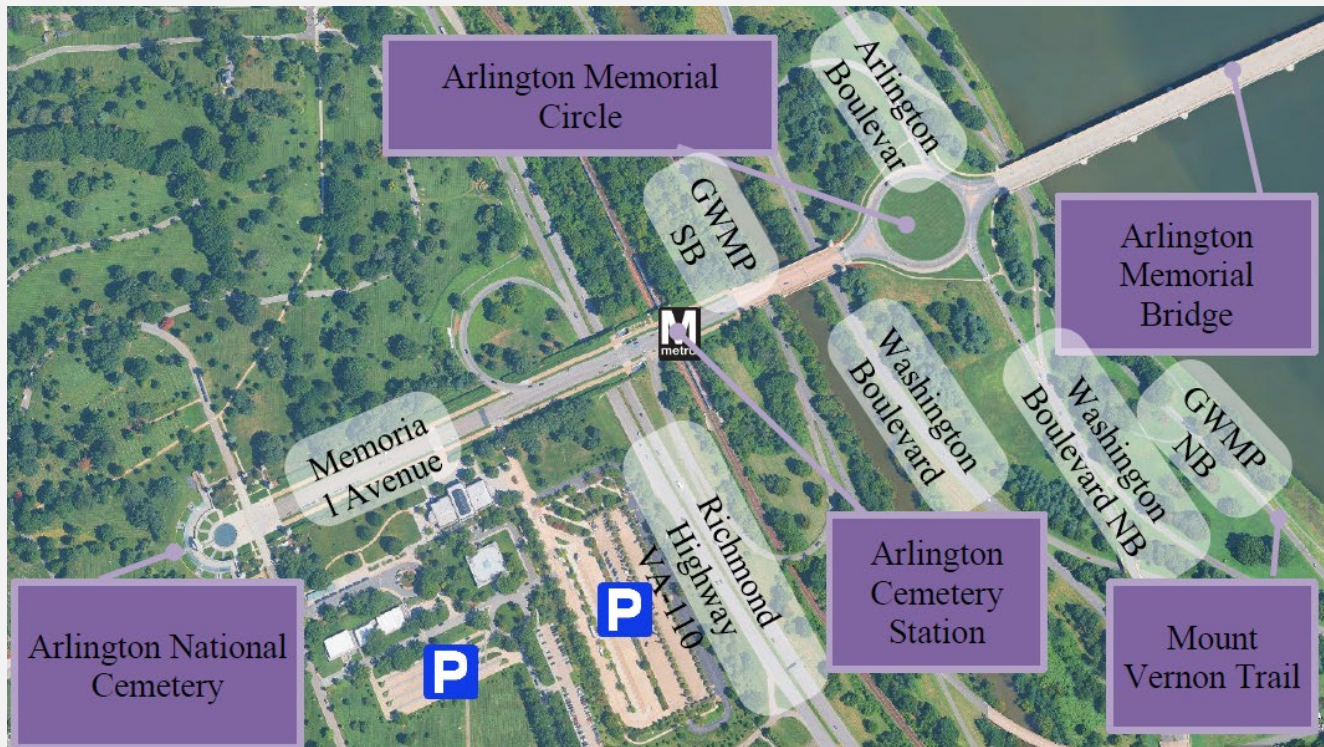 Arlington Memorial
Circle
Arlington
Boulevar
GWMP
SB
Arlington
Memorial
Bridge
M
metro
Memoria
l Avenue
Washington
Boulevard
Washington
Boulevard NB
GWMP
NB
Richmond
Highway
VA-110
P
P
Arlington National
Cemetery
Arlington
Cemetery
Station
Mount
Vernon Trail